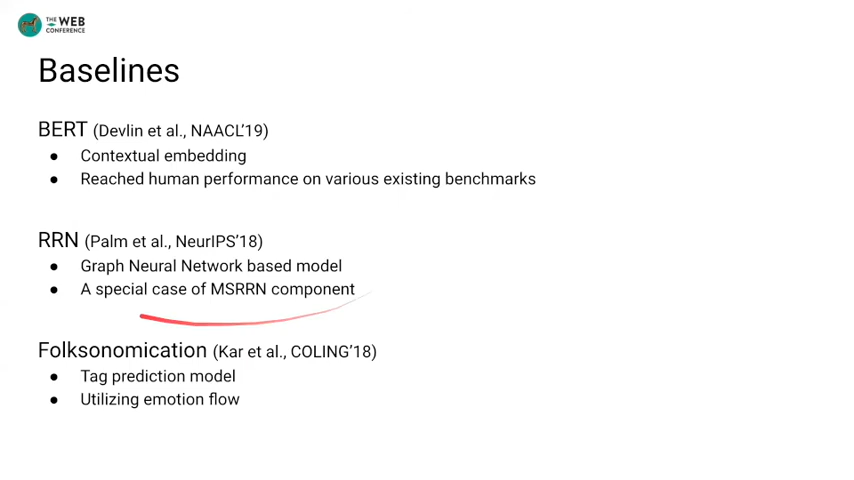 THE WEB
CONFERENCE
Baselines
BERT (Devlin et al., NAACL'19)
● Contextual embedding
● Reached human performance on various existing benchmarks
RRN (Palm et al., NeurIPS'18)
● Graph Neural Network based model
● A special case of MSRRN component
Folksonomication (Kar et al., COLING'18)
● Tag prediction model
● Utilizing emotion flow